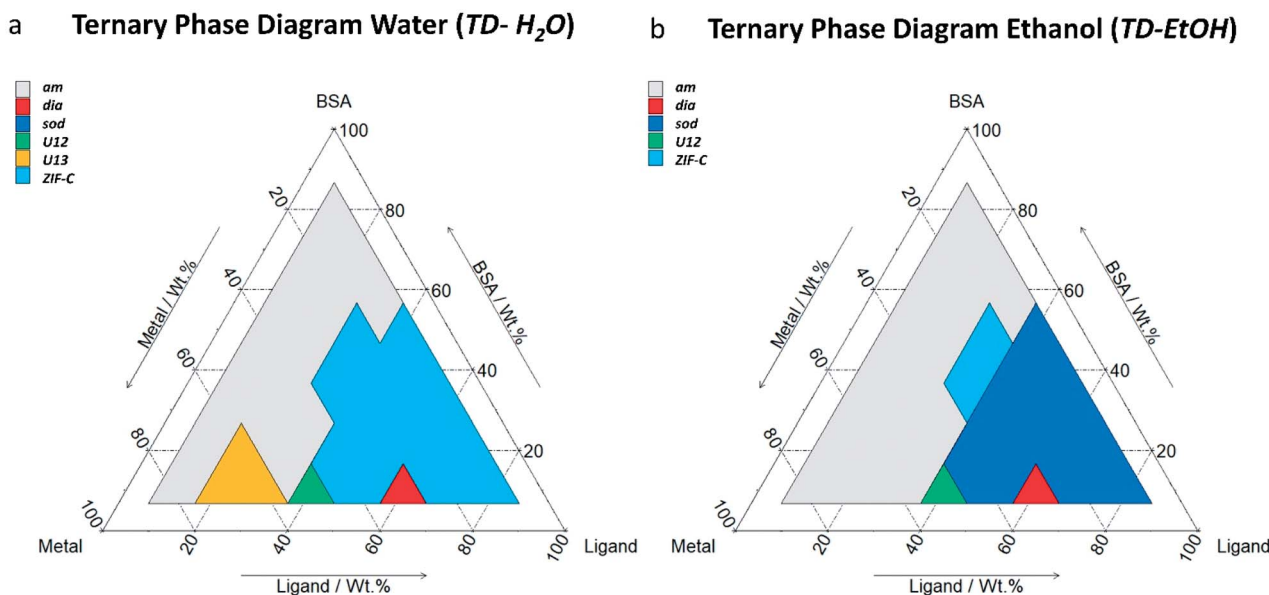 a Ternary Phase Diagram Water (TD- H₂O)
am
dia
sod
U12
U13
ZIF-C
BSA
100
20
80
40
60
Metal / Wt.%
BSA / Wt.%
60
40
80
20
100
Metal
20
40
60
80
100
Ligand
Ligand / Wt.%
b Ternary Phase Diagram Ethanol (TD-EtOH)
am
dia
sod
U12
ZIF-C
BSA
100
20
80
40
60
Metal / Wt.%
BSA / Wt.%
60
40
80
20
100
Metal
20
40
60
80
100
Ligand
Ligand / Wt.%